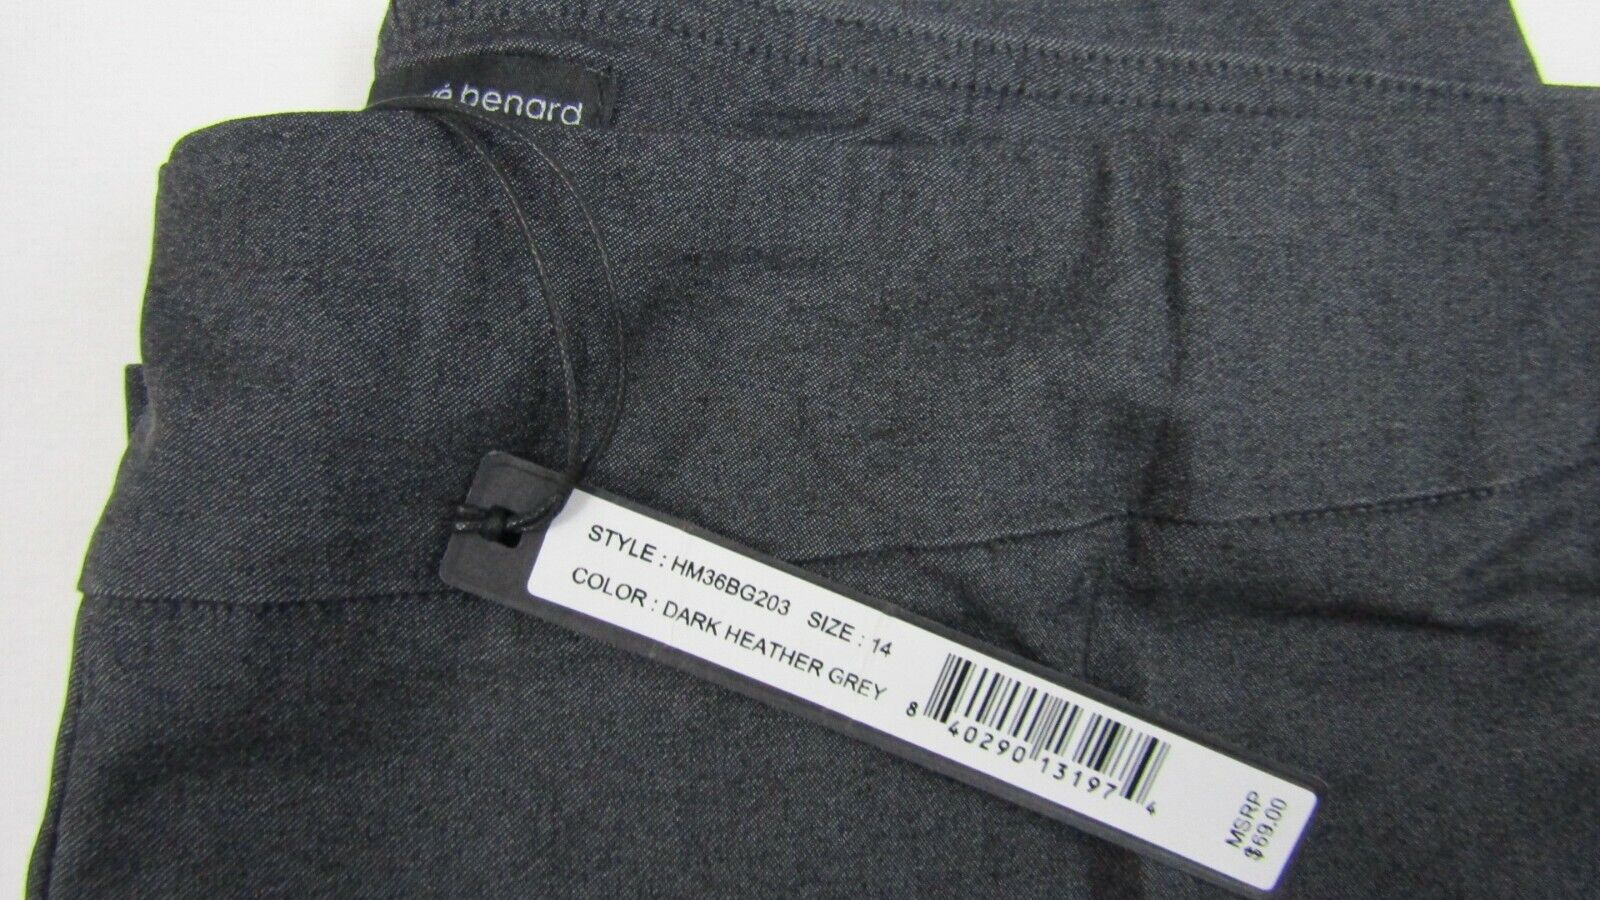 benard
STYLE : HM36BG203 SIZE : 14
COLOR : DARK HEATHER GREY
8 40290 13197 4
MSRP
$69.00